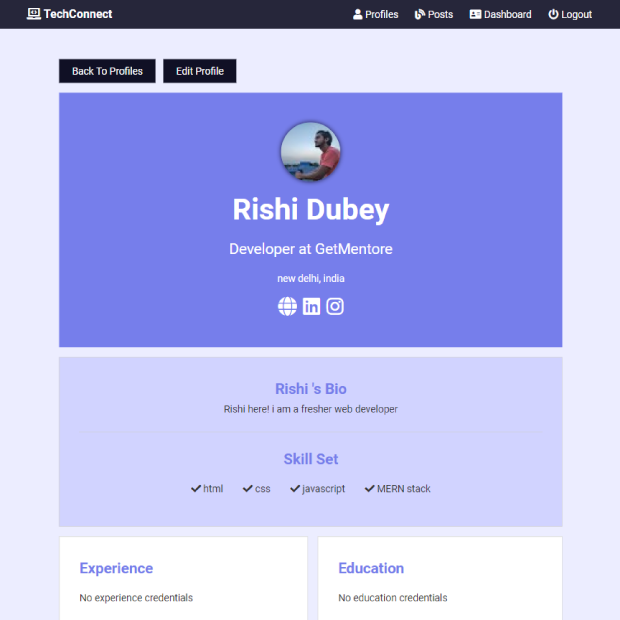 TechConnect Profiles Posts Dashboard Logout
Back To Profiles Edit Profile
Rishi Dubey
Developer at GetMentore
new delhi, india
in
Rishi 's Bio
Rishi here! i am a fresher web developer
Skill Set
html css javascript MERN stack
Experience Education
No experience credentials No education credentials